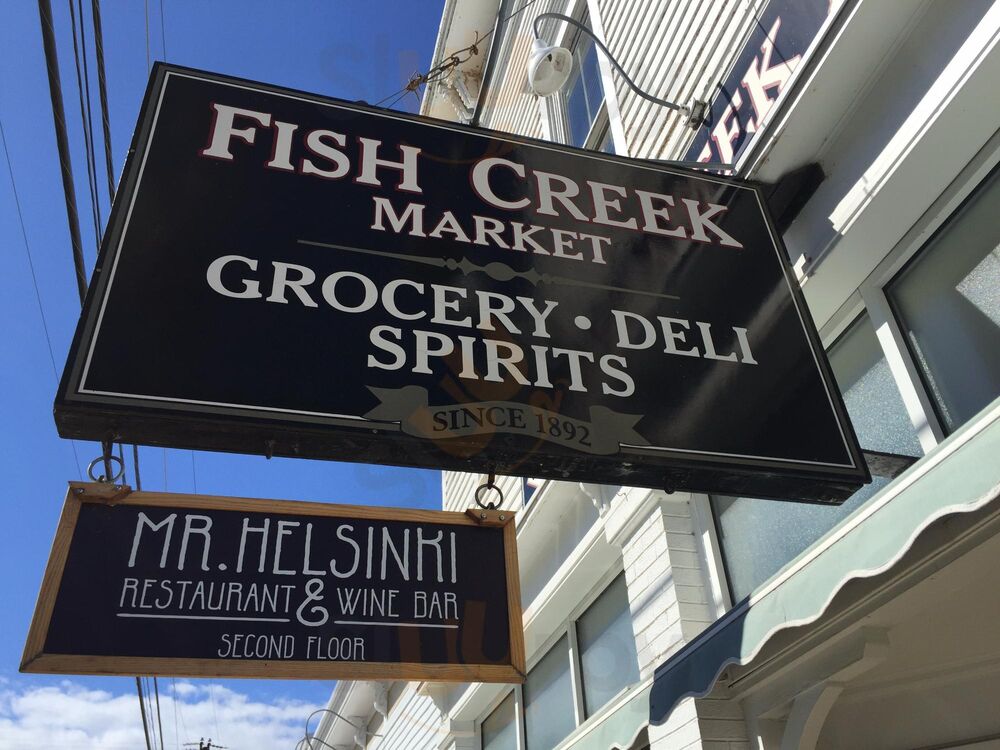 FISH CREEK
MARKET
GROCERY • DELI
SPIRITS
SINCE 1892
MR. HELSINKI
RESTAURANT & WINE BAR
SECOND FLOOR